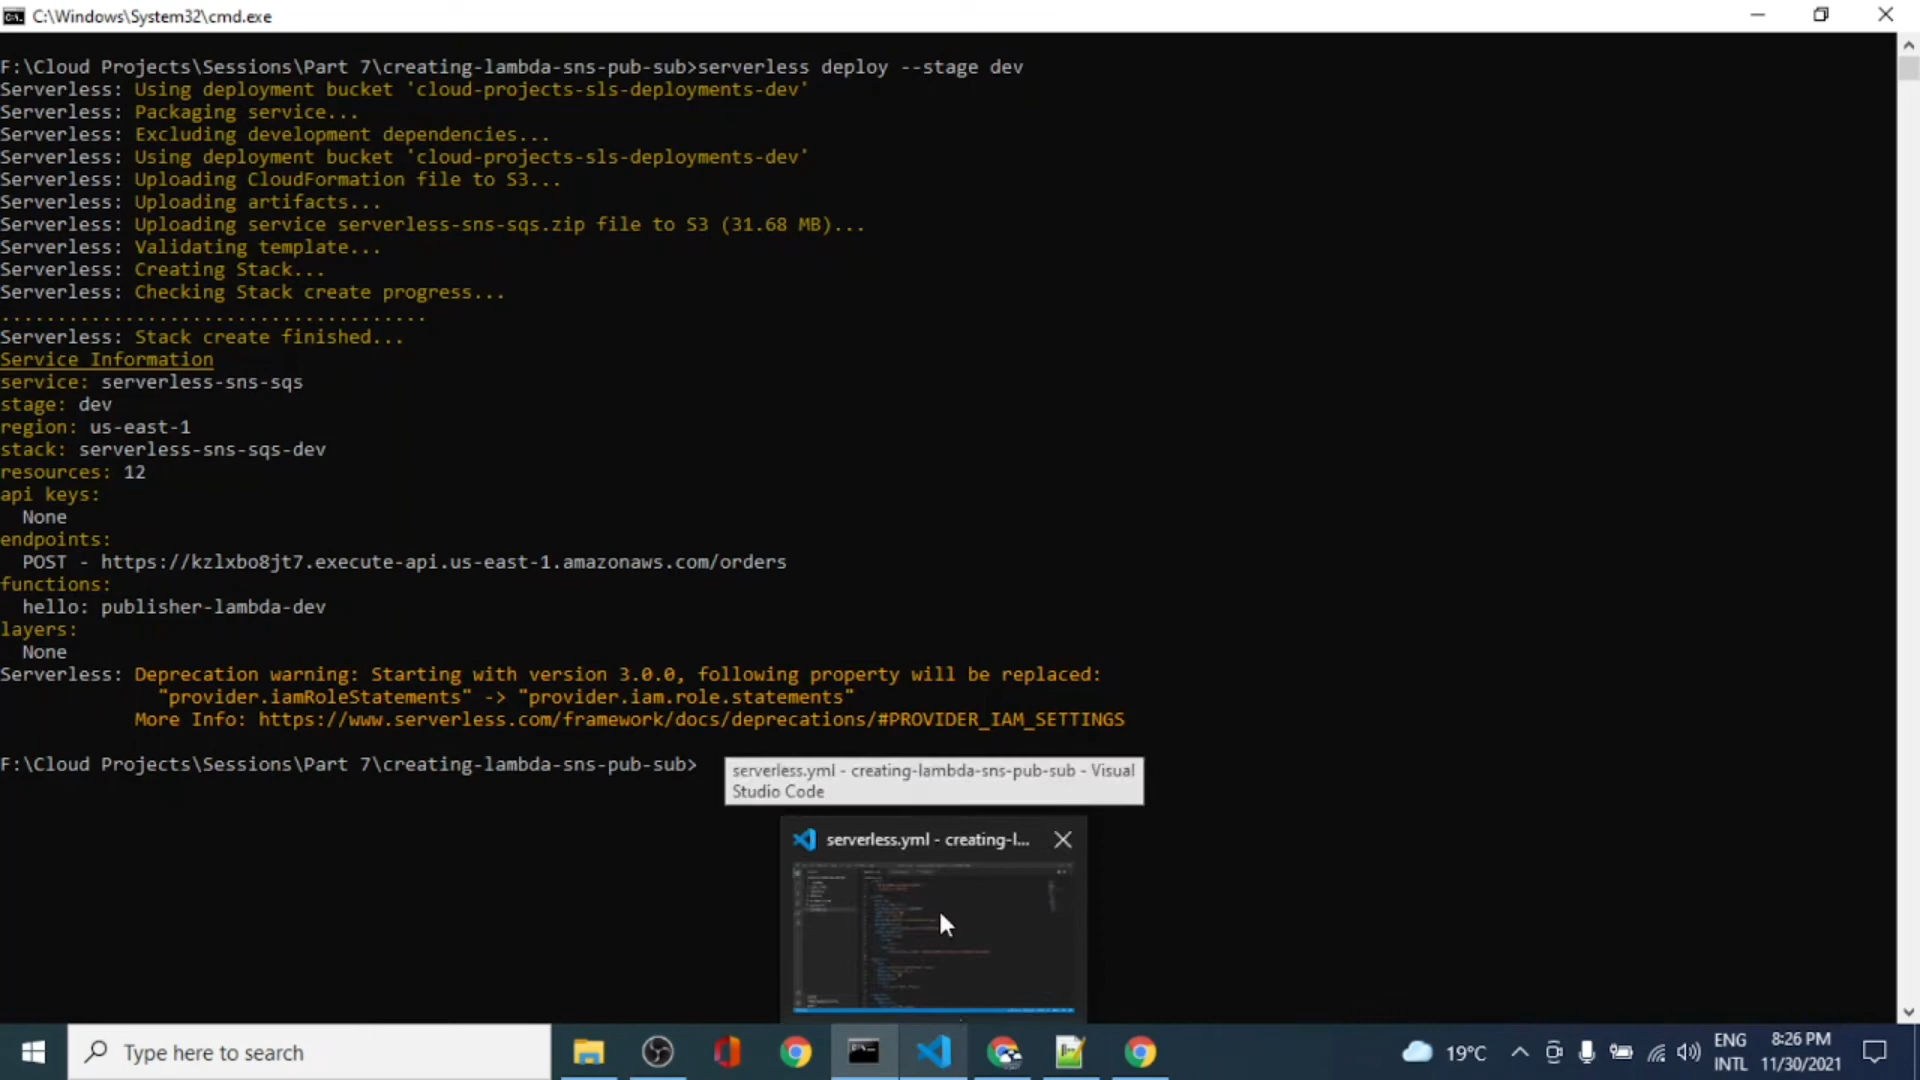 C:\Windows\System32\cmd.exe
F:\Cloud Projects\Sessions\Part 7\creating-lambda-sns-pub-sub>serverless deploy --stage dev
Serverless: Using deployment bucket 'cloud-projects-sls-deployments-dev'
Serverless: Packaging service...
Serverless: Excluding development dependencies...
Serverless: Using deployment bucket 'cloud-projects-sls-deployments-dev'
Serverless: Uploading CloudFormation file to S3...
Serverless: Uploading artifacts...
Serverless: Uploading service serverless-sns-sqs.zip file to S3 (31.68 MB)...
Serverless: Validating template...
Serverless: Creating Stack...
Serverless: Checking Stack create progress...
......................................
Serverless: Stack create finished...
Service Information
service: serverless-sns-sqs
stage: dev
region: us-east-1
stack: serverless-sns-sqs-dev
resources: 12
api keys:
  None
endpoints:
  POST - https://kzlxbo8jt7.execute-api.us-east-1.amazonaws.com/orders
functions:
  hello: publisher-lambda-dev
layers:
  None
Serverless: Deprecation warning: Starting with version 3.0.0, following property will be replaced:
              "provider.iamRoleStatements" -> "provider.iam.role.statements"
            More Info: https://www.serverless.com/framework/docs/deprecations/#PROVIDER_IAM_SETTINGS
F:\Cloud Projects\Sessions\Part 7\creating-lambda-sns-pub-sub>
serverless.yml - creating-lambda-sns-pub-sub - Visual
Studio Code
serverless.yml - creating-l...
Type here to search
19°C
ENG
INTL
8:26 PM
11/30/2021